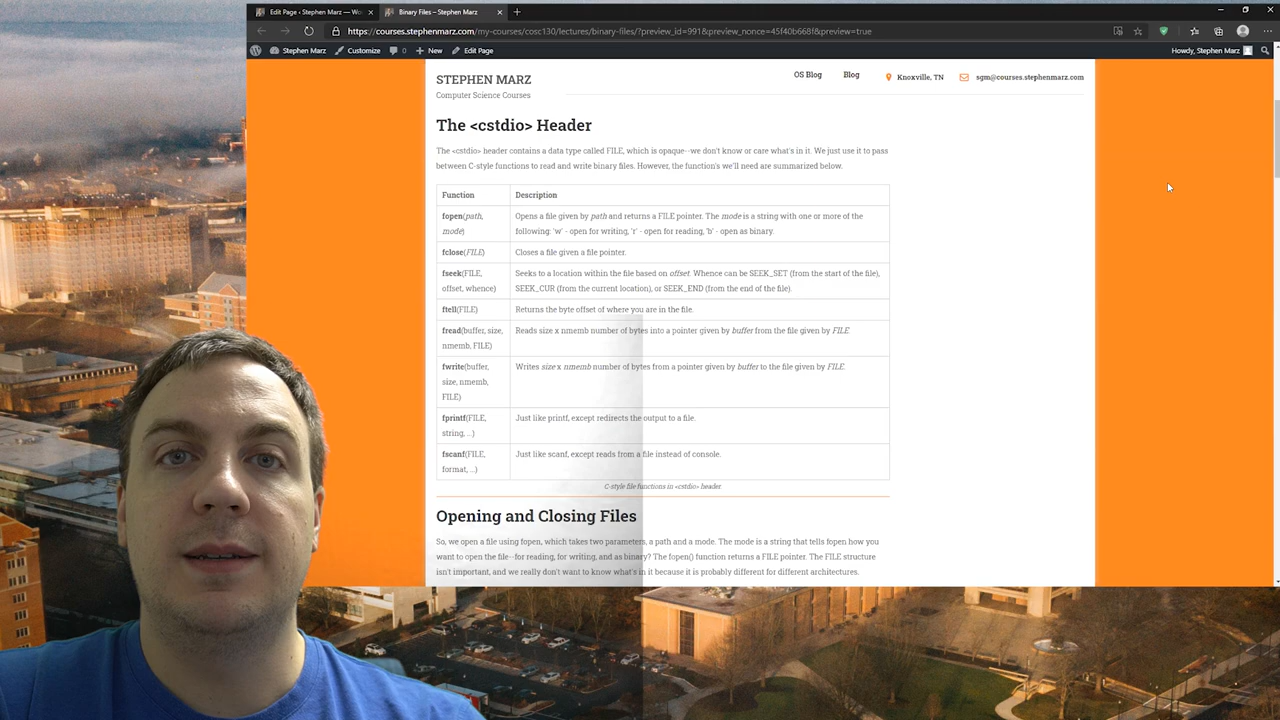 Edit Page ‹ Stephen Marz — Wo
Binary Files – Stephen Marz
https://courses.stephenmarz.com/my-courses/cosc130/lectures/binary-files/?preview_id=991&preview_nonce=45f40b668f&preview=true
Stephen Marz
Customize
0
New
Edit Page
Howdy, Stephen Marz
STEPHEN MARZ
Computer Science Courses
OS Blog
Blog
Knoxville, TN
sgm@courses.stephenmarz.com
The <cstdio> Header
The <cstdio> header contains a data type called FILE, which is opaque--we don't know or care what's in it. We just use it to pass
between C-style functions to read and write binary files. However, the function's we'll need are summarized below.
Function
Description
fopen(path,
mode)
Opens a file given by path and returns a FILE pointer. The mode is a string with one or more of the
following: 'w' - open for writing, 'r' - open for reading, 'b' - open as binary.
fclose(FILE)
Closes a file given a file pointer.
fseek(FILE,
offset, whence)
Seeks to a location within the file based on offset. Whence can be SEEK_SET (from the start of the file),
SEEK_CUR (from the current location), or SEEK_END (from the end of the file).
ftell(FILE)
Returns the byte offset of where you are in the file.
fread(buffer, size,
nmemb, FILE)
Reads size x nmemb number of bytes into a pointer given by buffer from the file given by FILE
fwrite(buffer,
size, nmemb,
FILE)
Writes size x nmemb number of bytes from a pointer given by buffer to the file given by FILE.
fprintf(FILE,
string, ...)
Just like printf, except redirects the output to a file.
fscanf(FILE,
format, ...)
Just like scanf, except reads from a file instead of console.
C-style file functions in <cstdio> header.
Opening and Closing Files
So, we open a file using fopen, which takes two parameters, a path and a mode. The mode is a string that tells fopen how you
want to open the file--for reading, for writing, and as binary? The fopen() function returns a FILE pointer. The FILE structure
isn't important, and we really don't want to know what's in it because it is probably different for different architectures.